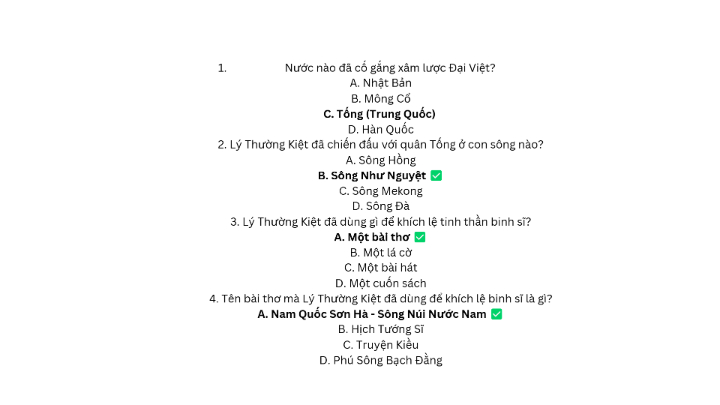 1. Nước nào đã cố gắng xâm lược Đại Việt?
A. Nhật Bản
B. Mông Cổ
C. Tống (Trung Quốc)
D. Hàn Quốc
2. Lý Thường Kiệt đã chiến đấu với quân Tống ở con sông nào?
A. Sông Hồng
B. Sông Như Nguyệt ✅
C. Sông Mekong
D. Sông Đà
3. Lý Thường Kiệt đã dùng gì để khích lệ tinh thần binh sĩ?
A. Một bài thơ ✅
B. Một lá cờ
C. Một bài hát
D. Một cuốn sách
4. Tên bài thơ mà Lý Thường Kiệt đã dùng để khích lệ binh sĩ là gì?
A. Nam Quốc Sơn Hà - Sông Núi Nước Nam ✅
B. Hịch Tướng Sĩ
C. Truyện Kiều
D. Phú Sông Bạch Đằng